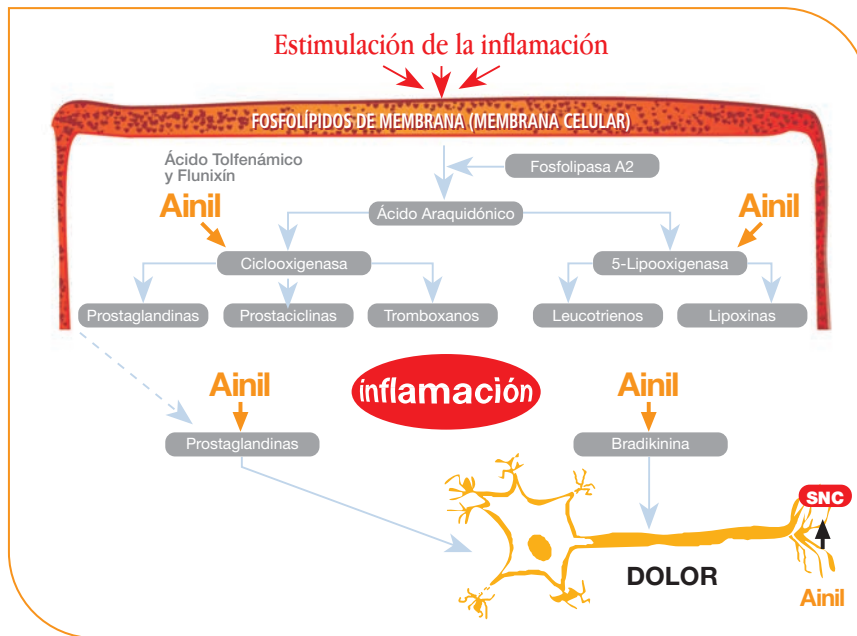 Estimulación de la inflamación
FOSFOLÍPIDOS DE MEMBRANA (MEMBRANA CELULAR)
Ácido Tolfenámico
y Flunixín
Fosfolipasa A2
Ainil
Ácido Araquidónico
Ainil
Ciclooxigenasa
5-Lipooxigenasa
Prostaglandinas
Prostaciclinas
Tromboxanos
Leucotrienos
Lipoxinas
Ainil
inflamación
Ainil
Prostaglandinas
Bradikinina
SNC
DOLOR
Ainil